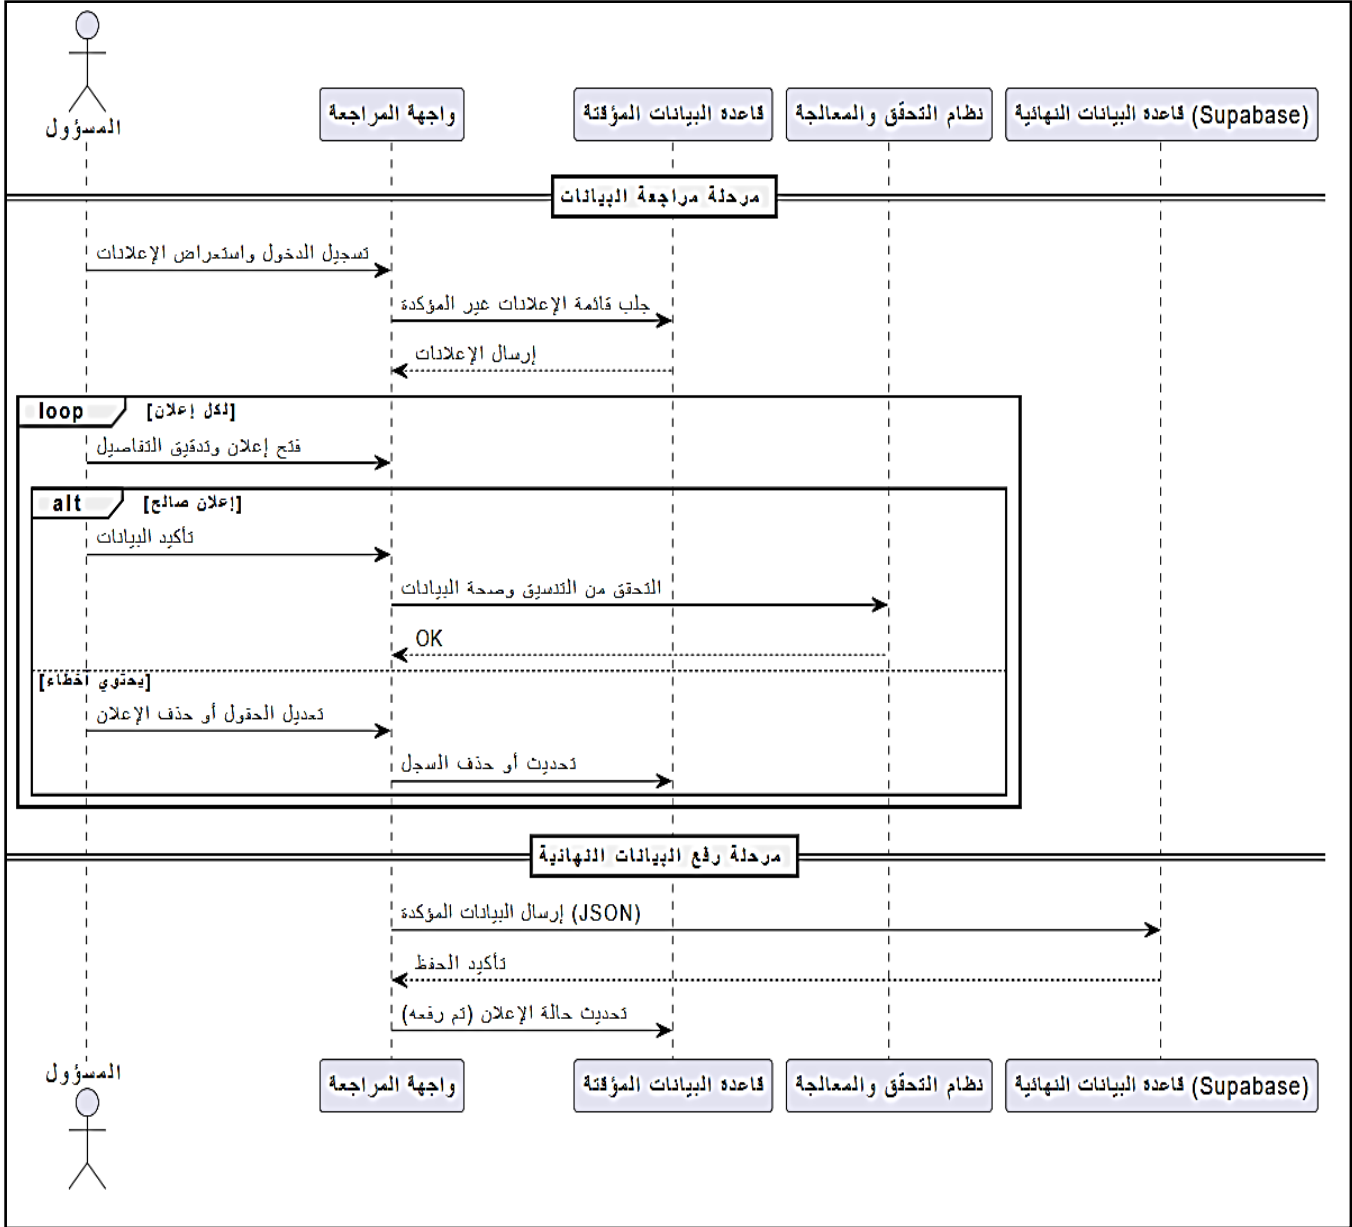 المسؤول
واجهة المراجعة
قاعدة البيانات المؤقتة
نظام التحقق والمعالجة
قاعدة البيانات النهائية (Supabase)
مرحلة مراجعة البيانات
تسجيل الدخول واستعراض الإعلانات
جلب قائمة الإعلانات غير المؤكدة
إرسال الإعلانات
loop [لكل إعلان]
فتح إعلان وتدقيق التفاصيل
alt [إعلان صالح]
تأكيد البيانات
التحقق من التنسيق وصحة البيانات
OK
[يحتوي أخطاء]
تعديل الحقول أو حذف الإعلان
تحديث أو حذف السجل
مرحلة رفع البيانات النهائية
إرسال البيانات المؤكدة (JSON)
تأكيد الحفظ
تحديث حالة الإعلان (تم رفعه)
المسؤول
واجهة المراجعة
قاعدة البيانات المؤقتة
نظام التحقق والمعالجة
قاعدة البيانات النهائية (Supabase)